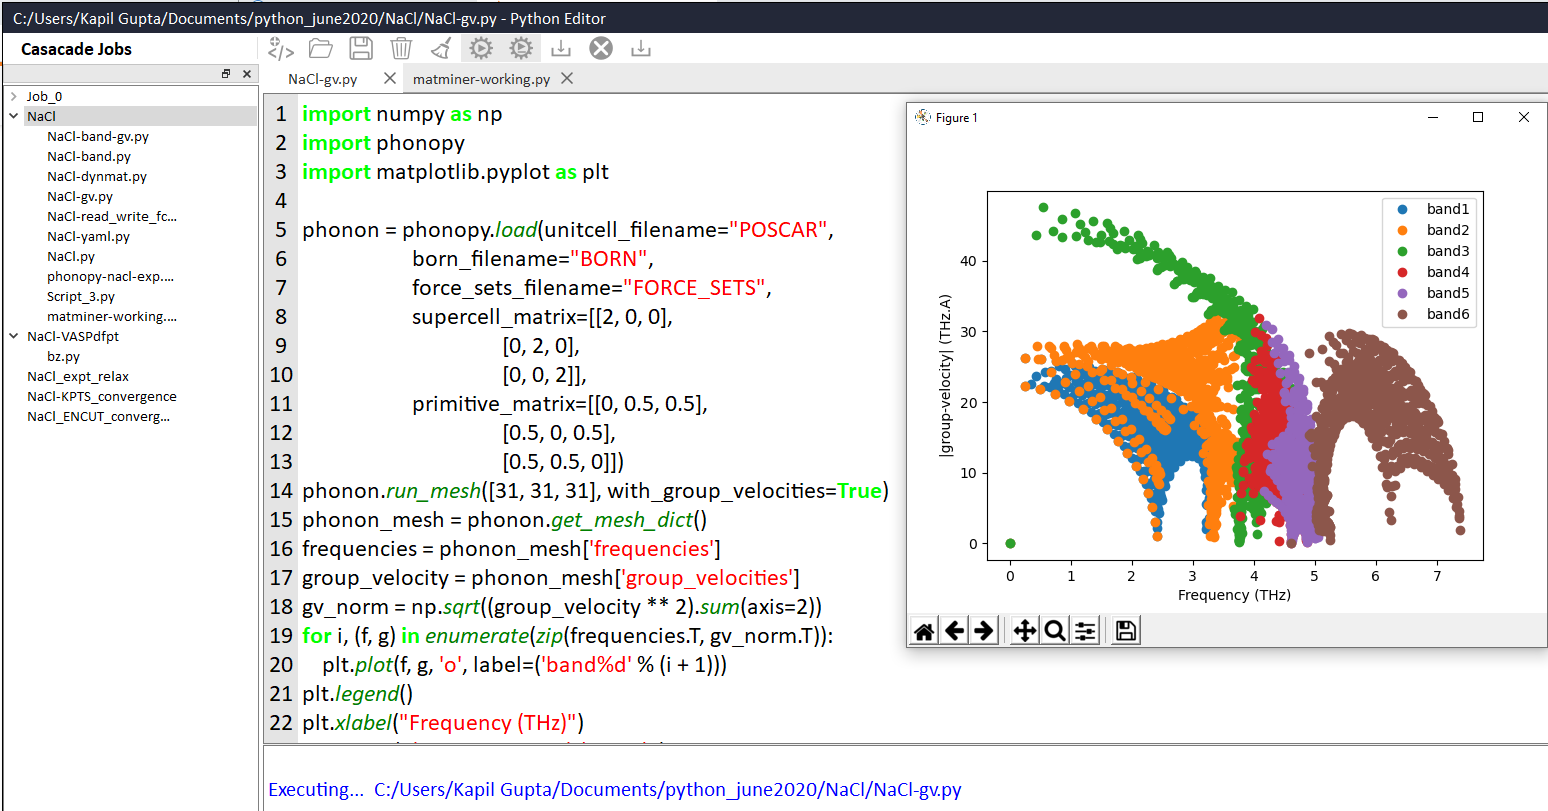 C:/Users/Kapil Gupta/Documents/python_june2020/NaCl/NaCl-gv.py - Python Editor
Casacade Jobs
Job_0
NaCl
NaCl-band-gv.py
NaCl-band.py
NaCl-dynmat.py
NaCl-gv.py
NaCl-read_write_fc...
NaCl-yaml.py
NaCl.py
phonopy-nacl-exp....
Script_3.py
matminer-working....
NaCl-VASPdfpt
bz.py
NaCl_expt_relax
NaCl-KPTS_convergence
NaCl_ENCUT_converg...
NaCl-gv.py
matminer-working.py
1 import numpy as np
2 import phonopy
3 import matplotlib.pyplot as plt
4
5 phonon = phonopy.load(unitcell_filename="POSCAR",
6 born_filename="BORN",
7 force_sets_filename="FORCE_SETS",
8 supercell_matrix=[[2, 0, 0],
9 [0, 2, 0],
10 [0, 0, 2]],
11 primitive_matrix=[[0, 0.5, 0.5],
12 [0.5, 0, 0.5],
13 [0.5, 0.5, 0]])
14 phonon.run_mesh([31, 31, 31], with_group_velocities=True)
15 phonon_mesh = phonon.get_mesh_dict()
16 frequencies = phonon_mesh['frequencies']
17 group_velocity = phonon_mesh['group_velocities']
18 gv_norm = np.sqrt((group_velocity ** 2).sum(axis=2))
19 for i, (f, g) in enumerate(zip(frequencies.T, gv_norm.T)):
20 plt.plot(f, g, 'o', label=('band%d' % (i + 1)))
21 plt.legend()
22 plt.xlabel("Frequency (THz)")
Figure 1
band1
band2
band3
band4
band5
band6
40
30
20
10
0
|group-velocity| (THz.A)
0 1 2 3 4 5 6 7
Frequency (THz)
Executing... C:/Users/Kapil Gupta/Documents/python_june2020/NaCl/NaCl-gv.py